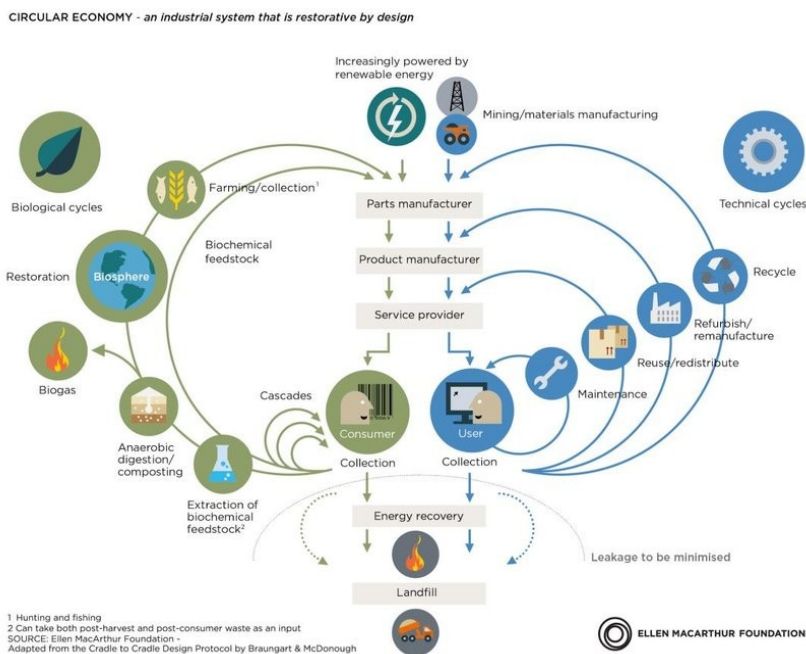 CIRCULAR ECONOMY - an industrial system that is restorative by design
Increasingly powered by
renewable energy
Mining/materials manufacturing
Biological cycles
Technical cycles
Farming/collection¹
Parts manufacturer
Biochemical
feedstock
Product manufacturer
Restoration
Biosphere
Recycle
Service provider
Refurbish/
remanufacture
Reuse/redistribute
Biogas
Maintenance
Cascades
Consumer
User
Anaerobic
digestion/
composting
Collection
Collection
Extraction of
biochemical
feedstock²
Energy recovery
Leakage to be minimised
Landfill
1 Hunting and fishing
2 Can take both post-harvest and post-consumer waste as an input
SOURCE: Ellen MacArthur Foundation -
Adapted from the Cradle to Cradle Design Protocol by Braungart & McDonough
ELLEN MACARTHUR FOUNDATION